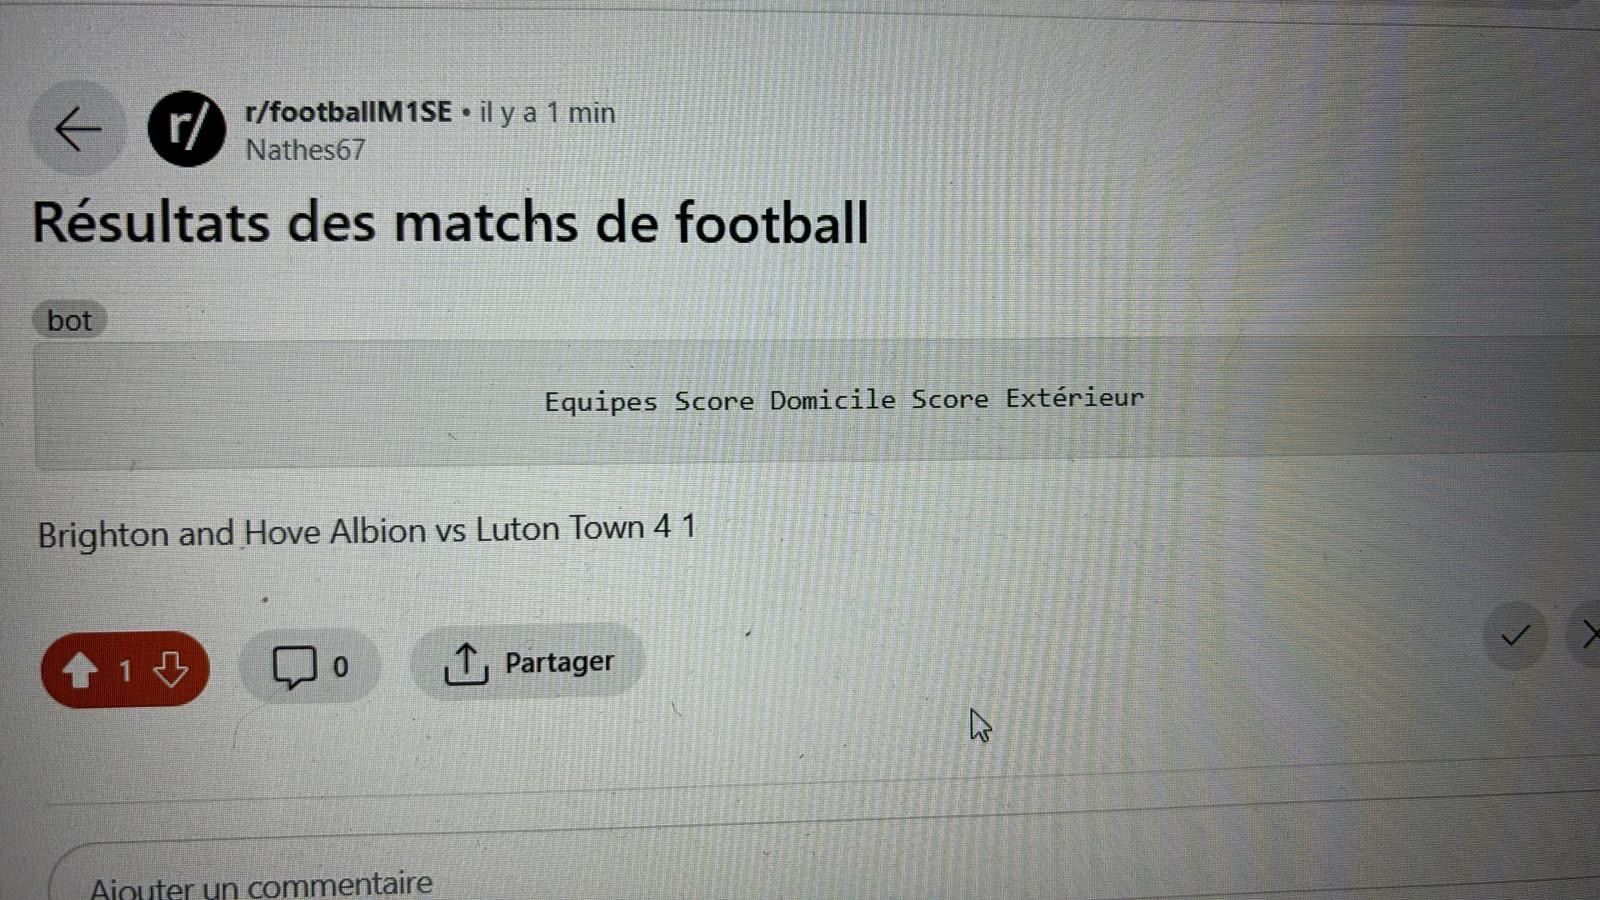 r/
r/footballM1SE • il y a 1 min
Nathes67
Résultats des matchs de football
bot
Equipes Score Domicile Score Extérieur
Brighton and Hove Albion vs Luton Town 4 1
1
0
Partager
Ajouter un commentaire